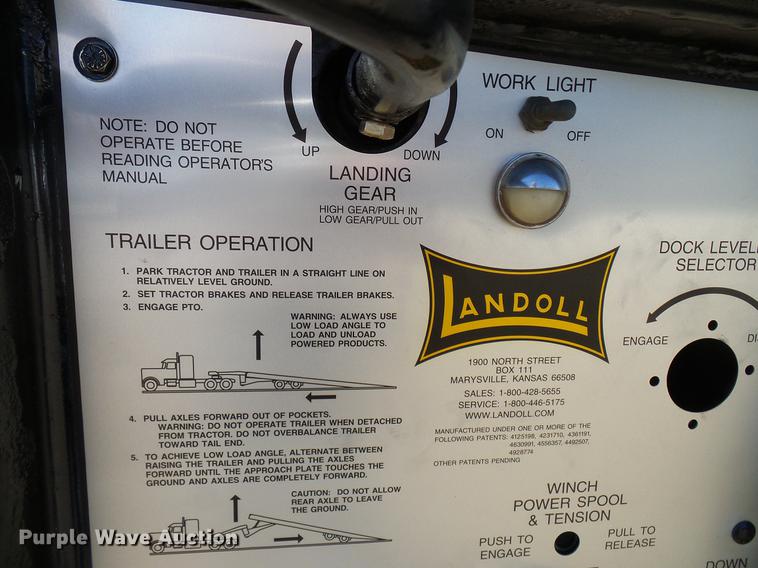 WORK LIGHT
ON
OFF
NOTE: DO NOT
OPERATE BEFORE
READING OPERATOR'S
MANUAL
UP
DOWN
LANDING
GEAR
HIGH GEAR/PUSH IN
LOW GEAR/PULL OUT
TRAILER OPERATION
1. PARK TRACTOR AND TRAILER IN A STRAIGHT LINE ON
RELATIVELY LEVEL GROUND.
2. SET TRACTOR BRAKES AND RELEASE TRAILER BRAKES.
3. ENGAGE PTO.
WARNING: ALWAYS USE
LOW LOAD ANGLE TO
LOAD AND UNLOAD
POWERED PRODUCTS.
4. PULL AXLES FORWARD OUT OF POCKETS.
WARNING: DO NOT OPERATE TRAILER WHEN DETACHED
FROM TRACTOR. DO NOT OVERBALANCE TRAILER
TOWARD TAIL END.
5. TO ACHIEVE LOW LOAD ANGLE, ALTERNATE BETWEEN
RAISING THE TRAILER AND PULLING THE AXLES
FORWARD UNTIL THE APPROACH PLATE TOUCHES THE
GROUND AND AXLES ARE COMPLETELY FORWARD.
CAUTION: DO NOT ALLOW
REAR AXLE TO LEAVE
THE GROUND.
LANDOLL
1900 NORTH STREET
BOX 111
MARYSVILLE, KANSAS 66508
SALES: 1-800-428-5655
SERVICE: 1-800-446-5175
WWW.LANDOLL.COM
MANUFACTURED UNDER ONE OR MORE OF THE
FOLLOWING PATENTS: 4125198, 4231710, 4361191,
4630991, 4556357, 4492507,
4928774
OTHER PATENTS PENDING
DOCK LEVELE
SELECTOR
ENGAGE
DI
WINCH
POWER SPOOL
& TENSION
PUSH TO
ENGAGE
PULL TO
RELEASE
DOWN
Purple Wave Auction